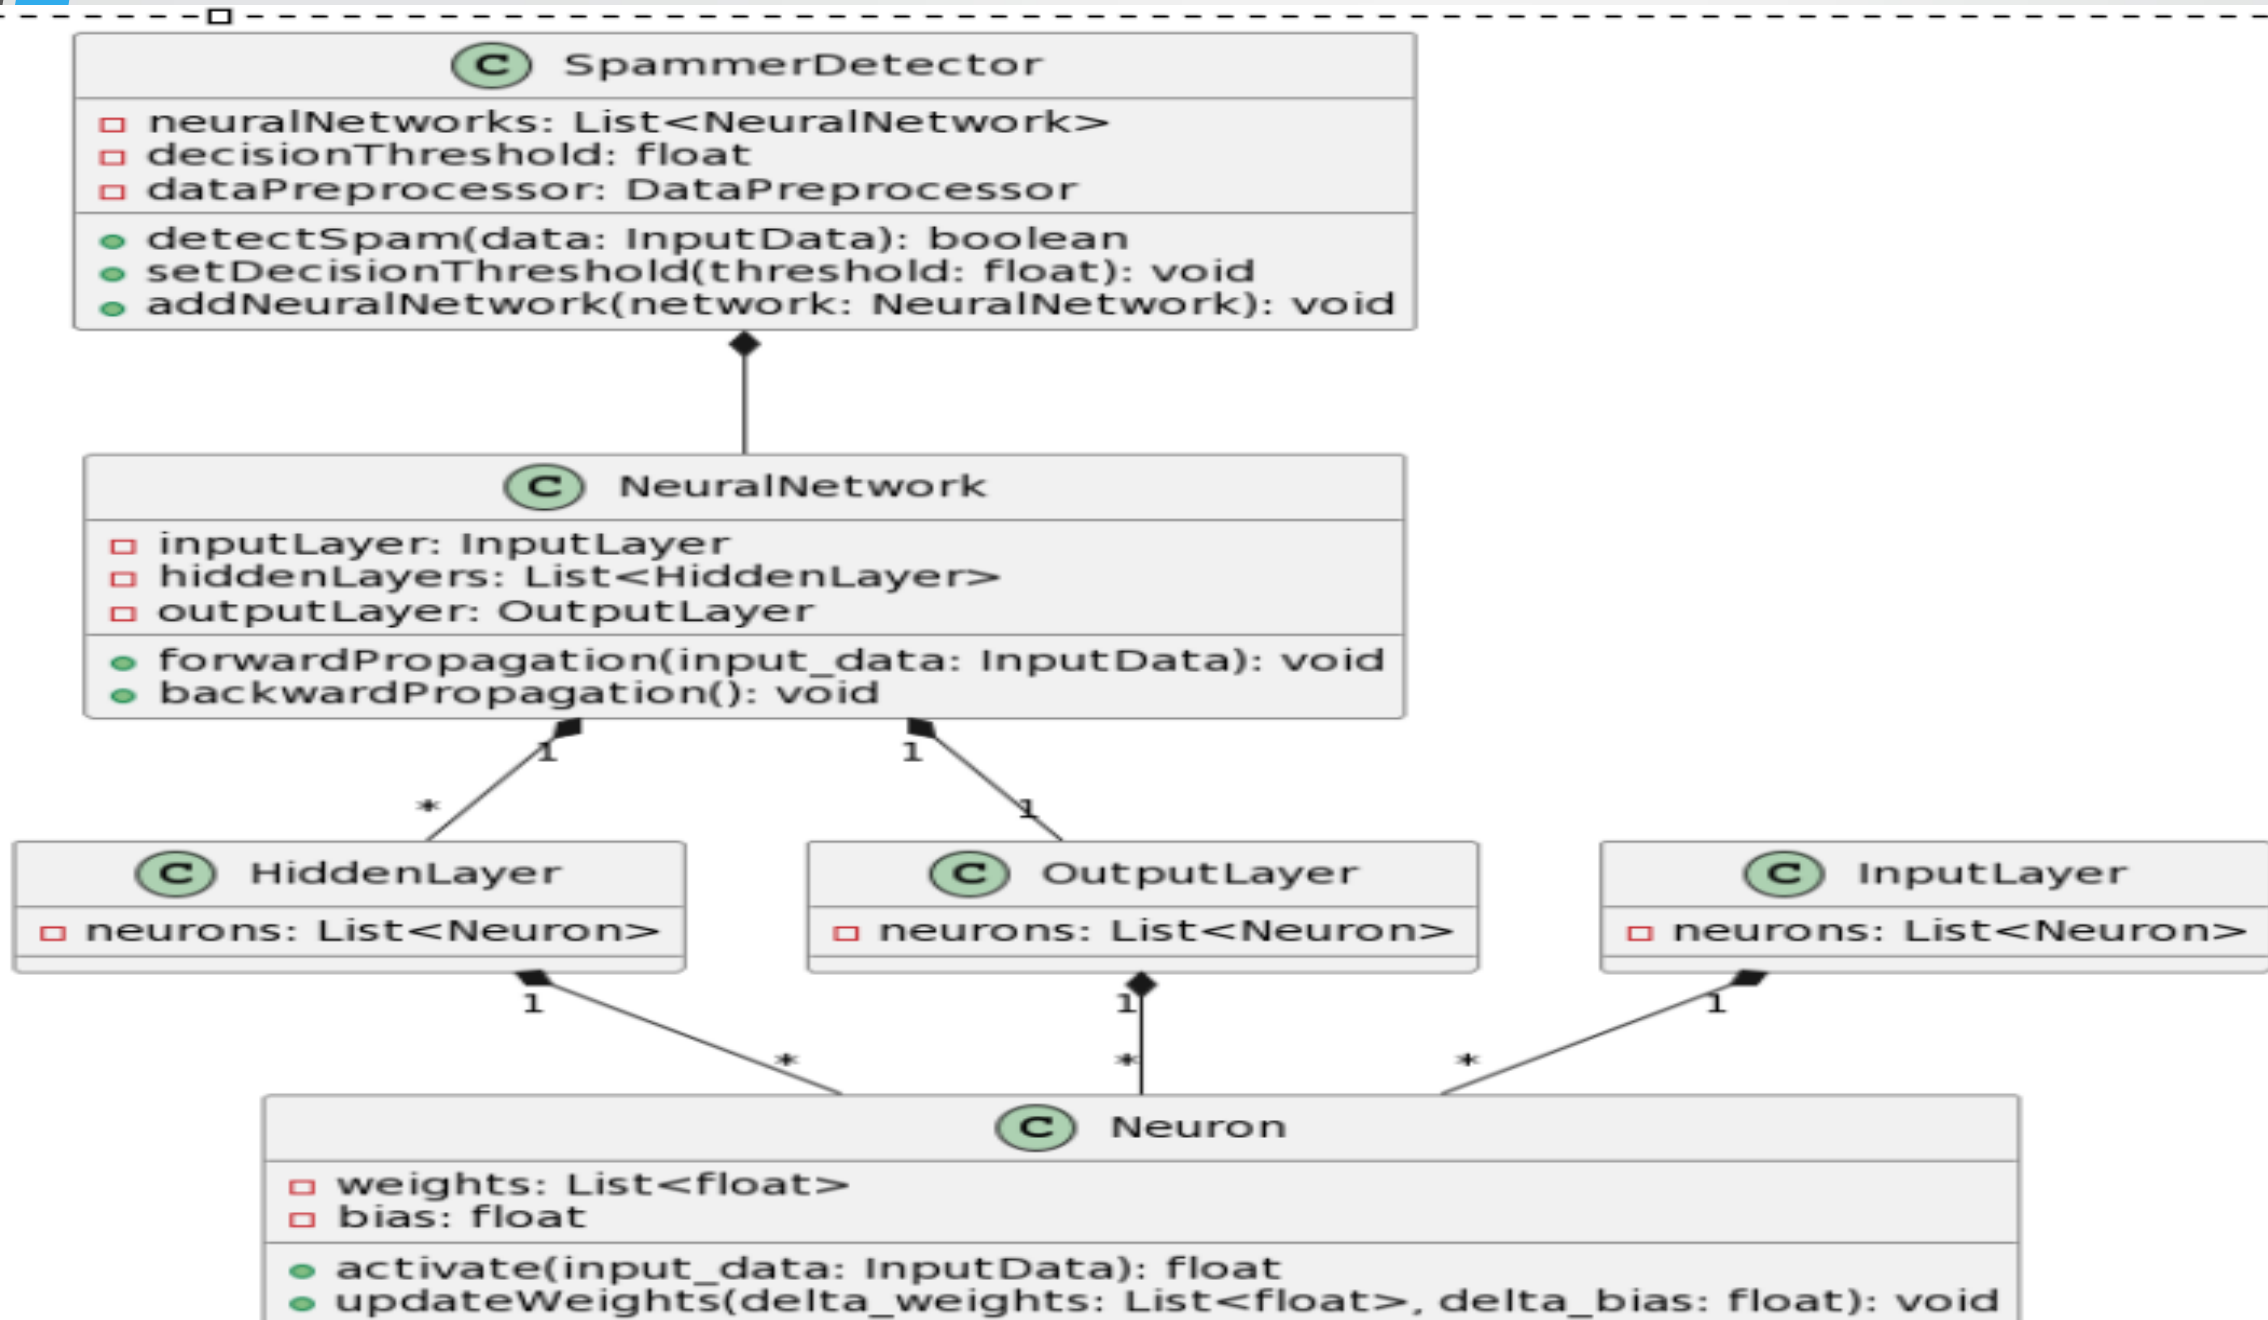 C SpammerDetector
neuralNetworks: List<NeuralNetwork>
decisionThreshold: float
dataPreprocessor: DataPreprocessor
detectSpam(data: InputData): boolean
setDecisionThreshold(threshold: float): void
addNeuralNetwork(network: NeuralNetwork): void
C NeuralNetwork
inputLayer: InputLayer
hiddenLayers: List<HiddenLayer>
outputLayer: OutputLayer
forwardPropagation(input_data: InputData): void
backwardPropagation(): void
1
1
*
1
C HiddenLayer
neurons: List<Neuron>
C OutputLayer
neurons: List<Neuron>
C InputLayer
neurons: List<Neuron>
1
1
1
*
*
*
C Neuron
weights: List<float>
bias: float
activate(input_data: InputData): float
updateWeights(delta_weights: List<float>, delta_bias: float): void